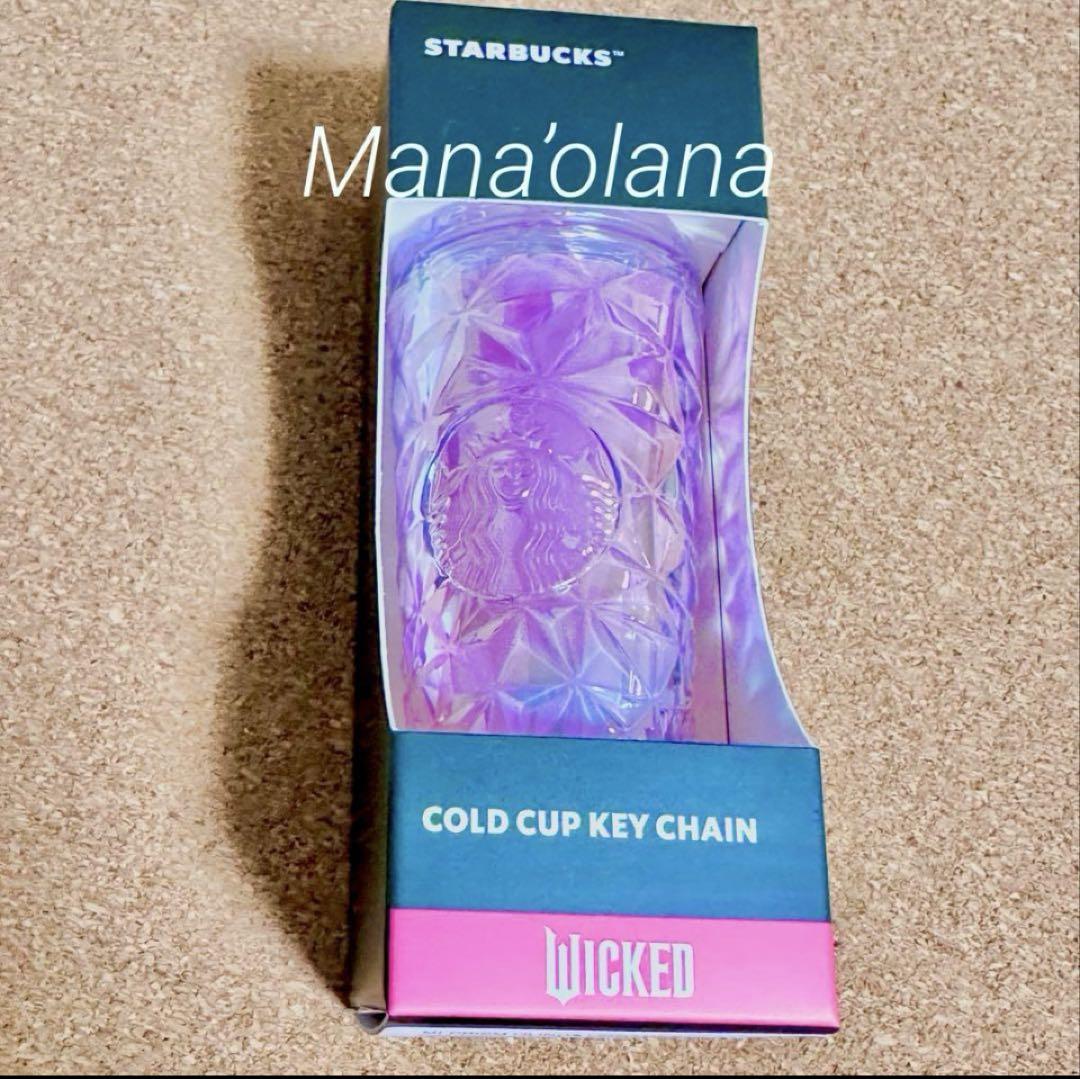 STARBUCKS™
Mana'olana
COLD CUP KEY CHAIN
WICKED